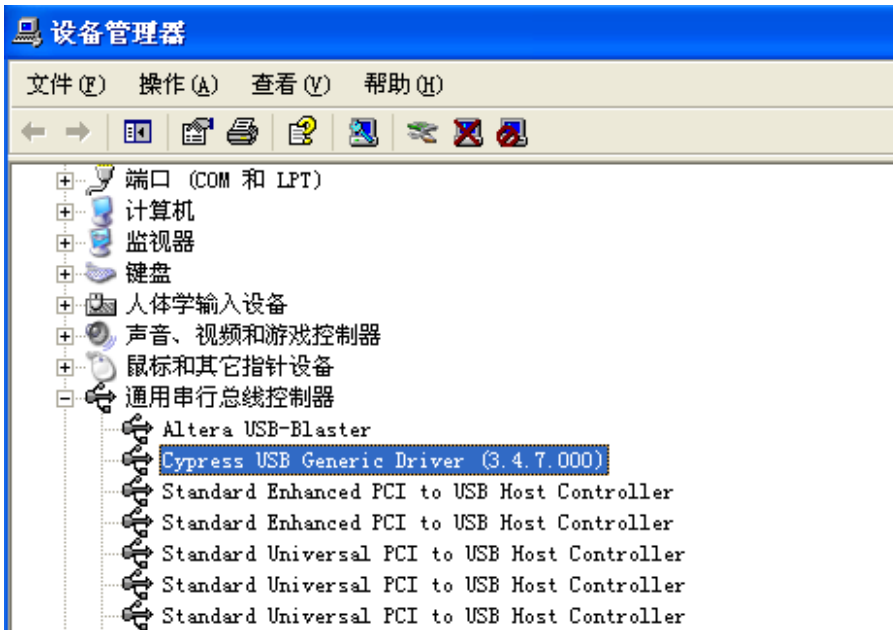 设备管理器
文件(F) 操作(A) 查看(V) 帮助(H)
端口 (COM 和 LPT)
计算机
监视器
键盘
人体学输入设备
声音、视频和游戏控制器
鼠标和其它指针设备
通用串行总线控制器
Altera USB-Blaster
Cypress USB Generic Driver (3.4.7.000)
Standard Enhanced PCI to USB Host Controller
Standard Enhanced PCI to USB Host Controller
Standard Universal PCI to USB Host Controller
Standard Universal PCI to USB Host Controller
Standard Universal PCI to USB Host Controller